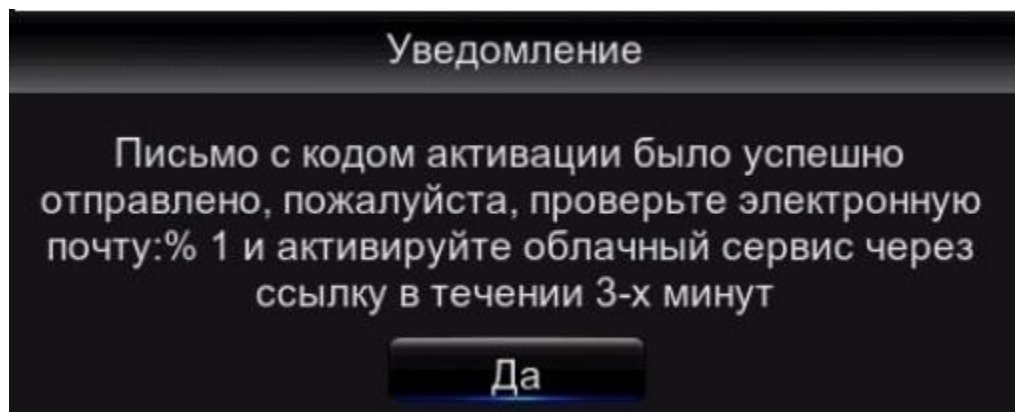 Уведомление
Письмо с кодом активации было успешно
отправлено, пожалуйста, проверьте электронную
почту:% 1 и активируйте облачный сервис через
ссылку в течении 3-х минут
Да